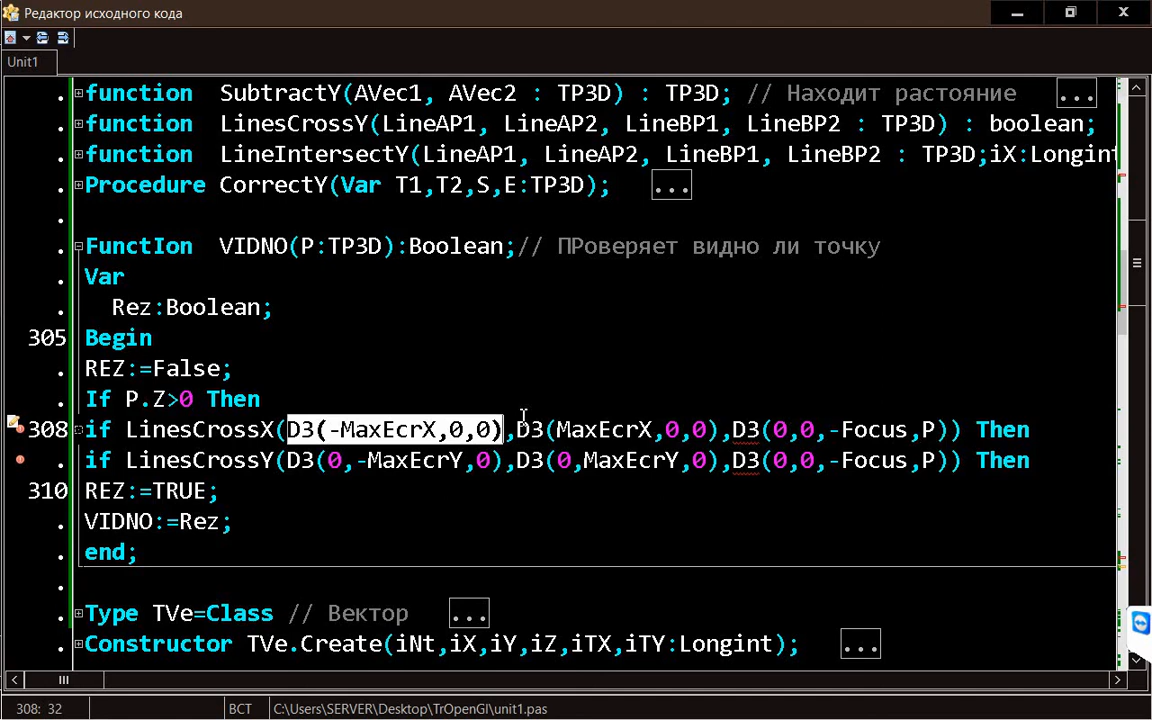 Редактор исходного кода
Unit1
function  SubtractY(AVec1, AVec2 : TP3D) : TP3D; // Находит растояние ...
function  LinesCrossY(LineAP1, LineAP2, LineBP1, LineBP2 : TP3D) : boolean;
function  LineIntersectY(LineAP1, LineAP2, LineBP1, LineBP2 : TP3D;iX:Longint
Procedure CorrectY(Var T1,T2,S,E:TP3D); ...
FunctIon  VIDNO(P:TP3D):Boolean;// ПРоверяет видно ли точку
Var
Rez:Boolean;
305 Begin
REZ:=False;
If P.Z>0 Then
308 if LinesCrossX(D3(-MaxEcrX,0,0),D3(MaxEcrX,0,0),D3(0,0,-Focus,P)) Then
if LinesCrossY(D3(0,-MaxEcrY,0),D3(0,MaxEcrY,0),D3(0,0,-Focus,P)) Then
310 REZ:=TRUE;
VIDNO:=Rez;
end;
Type TVe=Class // Вектор ...
Constructor TVe.Create(iNt,iX,iY,iZ,iTX,iTY:Longint); ...
308: 32 ВСТ C:\Users\SERVER\Desktop\TrOpenGl\unit1.pas